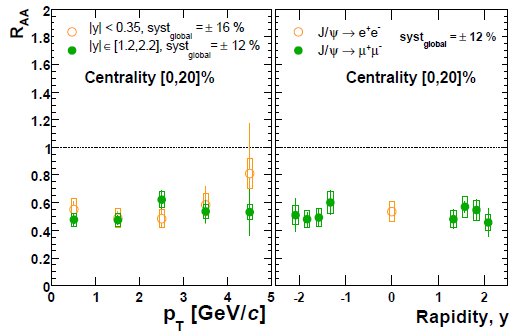 R_AA
2
1.8
1.6
1.4
1.2
1
0.8
0.6
0.4
0.2
0
|y| < 0.35, syst_global = ± 16 %
|y| ∈ [1.2,2.2], syst_global = ± 12 %
Centrality [0,20]%
0 1 2 3 4 5
p_T [GeV/c]
J/ψ → e⁺e⁻
J/ψ → μ⁺μ⁻
syst_global = ± 12 %
Centrality [0,20]%
-2 -1 0 1 2
Rapidity, y